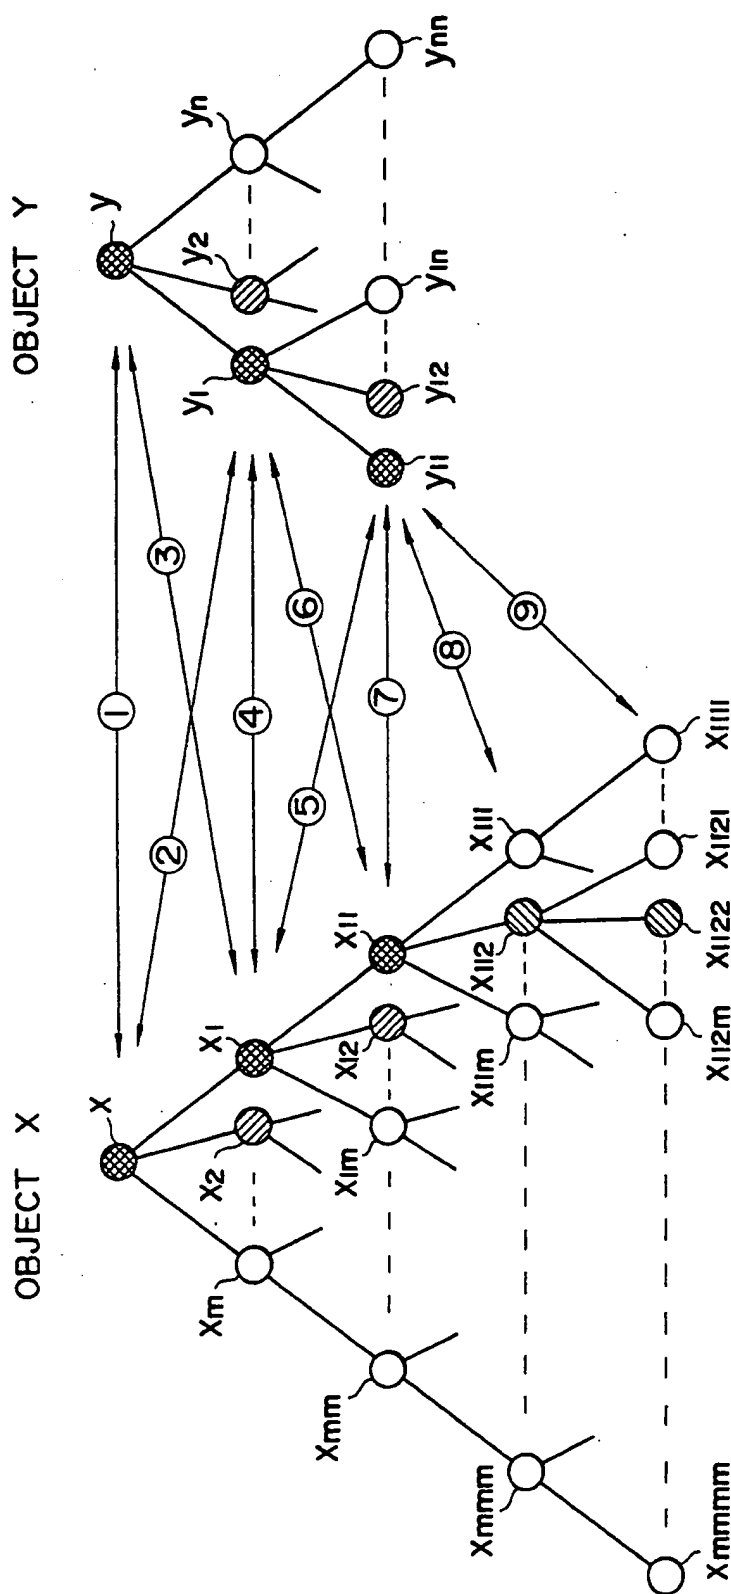 OBJECT X
OBJECT Y
x
y
①
②
③
xm
x2
x1
y1
y2
yn
④
xmm
x1m
x12
x11
⑤
⑥
y11
y12
y1n
ynn
⑦
xmmm
x11m
x112
x111
⑧
⑨
xmmmm
x112m
x1122
x1121
x1111